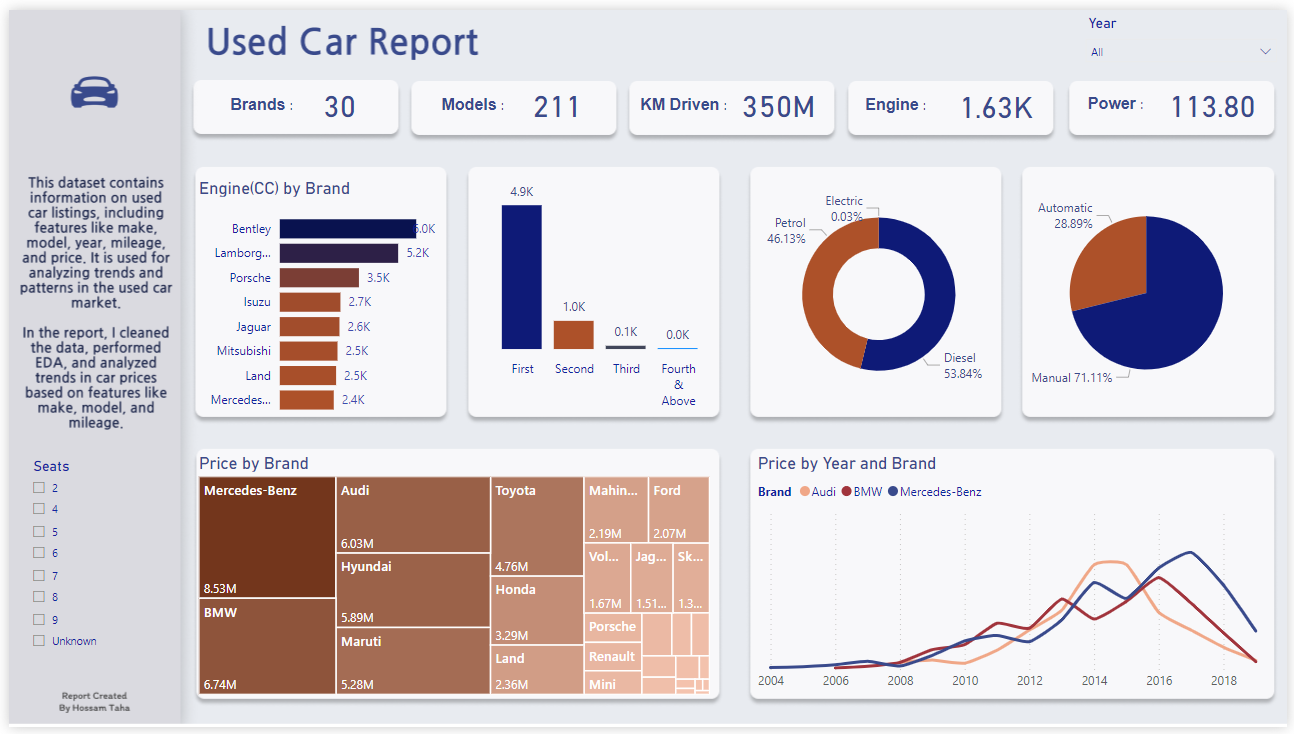 Used Car Report
Year
All
Brands :
30
Models :
211
KM Driven :
350M
Engine :
1.63K
Power :
113.80
This dataset contains
information on used
car listings, including
features like make,
model, year, mileage,
and price. It is used for
analyzing trends and
patterns in the used car
market.
In the report, I cleaned
the data, performed
EDA, and analyzed
trends in car prices
based on features like
make, model, and
mileage.
Seats
2
4
5
6
7
8
9
Unknown
Report Created
By Hossam Taha
Engine(CC) by Brand
Bentley
Lamborg... 5.2K
Porsche 3.5K
Isuzu 2.7K
Jaguar 2.6K
Mitsubishi 2.5K
Land 2.5K
Mercedes... 2.4K
4.9K
1.0K
0.1K
0.0K
First
Second
Third
Fourth
&
Above
Electric
0.03%
Petrol
46.13%
Diesel
53.84%
Automatic
28.89%
Manual 71.11%
Price by Brand
Mercedes-Benz
8.53M
BMW
6.74M
Audi
6.03M
Hyundai
5.89M
Maruti
5.28M
Toyota
4.76M
Honda
3.29M
Land
2.36M
Mahin...
2.19M
Ford
2.07M
Vol...
1.67M
Jag...
1.51...
Sk...
1.3...
Porsche
Renault
Mini
Price by Year and Brand
Brand Audi BMW Mercedes-Benz
2004 2006 2008 2010 2012 2014 2016 2018